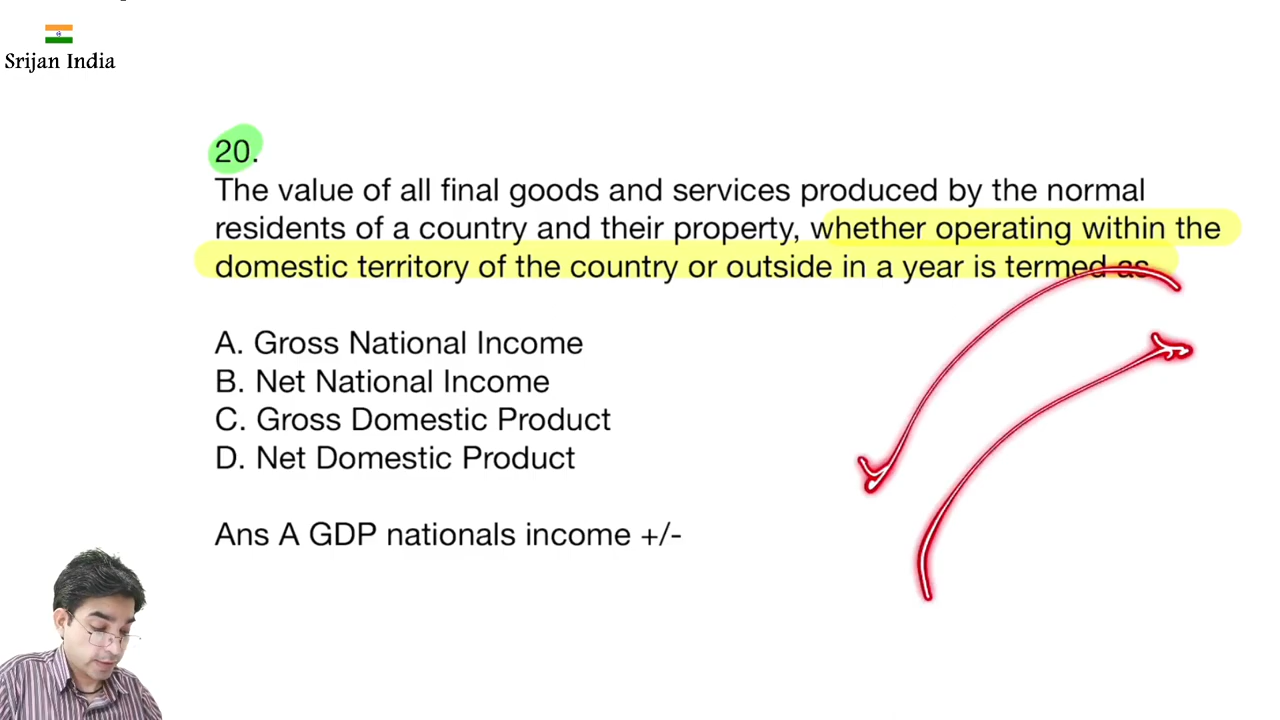 Srijan India
20.
The value of all final goods and services produced by the normal
residents of a country and their property, whether operating within the
domestic territory of the country or outside in a year is termed as
A. Gross National Income
B. Net National Income
C. Gross Domestic Product
D. Net Domestic Product
Ans A GDP nationals income +/-